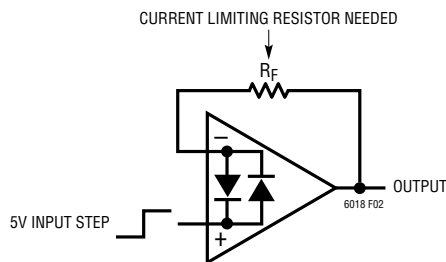 CURRENT LIMITING RESISTOR NEEDED
RF
−
OUTPUT
6018 F02
5V INPUT STEP
+